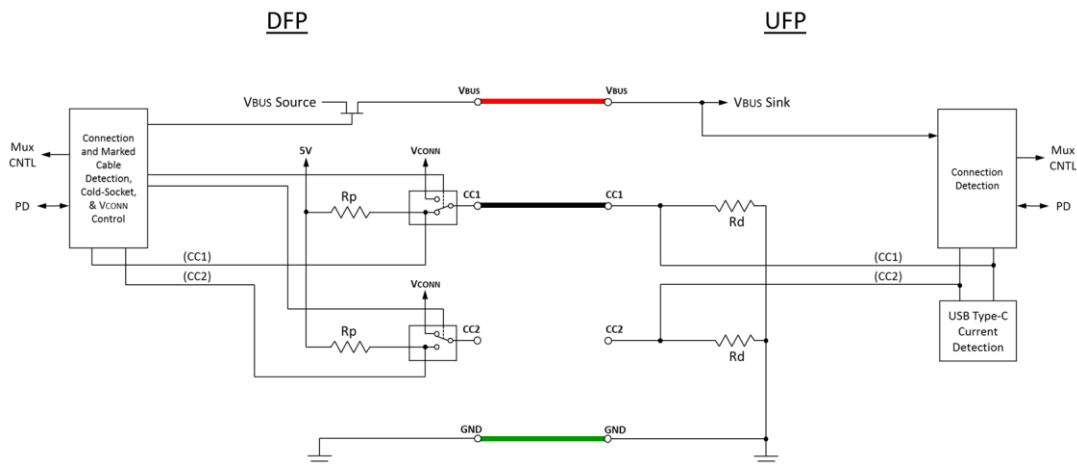 DFP
UFP
VBUS Source
VBUS
VBUS
VBUS Sink
Mux
CNTL
PD
Connection
and Marked
Cable
Detection,
Cold-Socket,
& VCONN
Control
5V
VCONN
Rp
CC1
CC1
Rd
(CC1)
(CC2)
VCONN
Rp
CC2
CC2
Rd
(CC1)
(CC2)
Connection
Detection
Mux
CNTL
PD
USB Type-C
Current
Detection
GND
GND